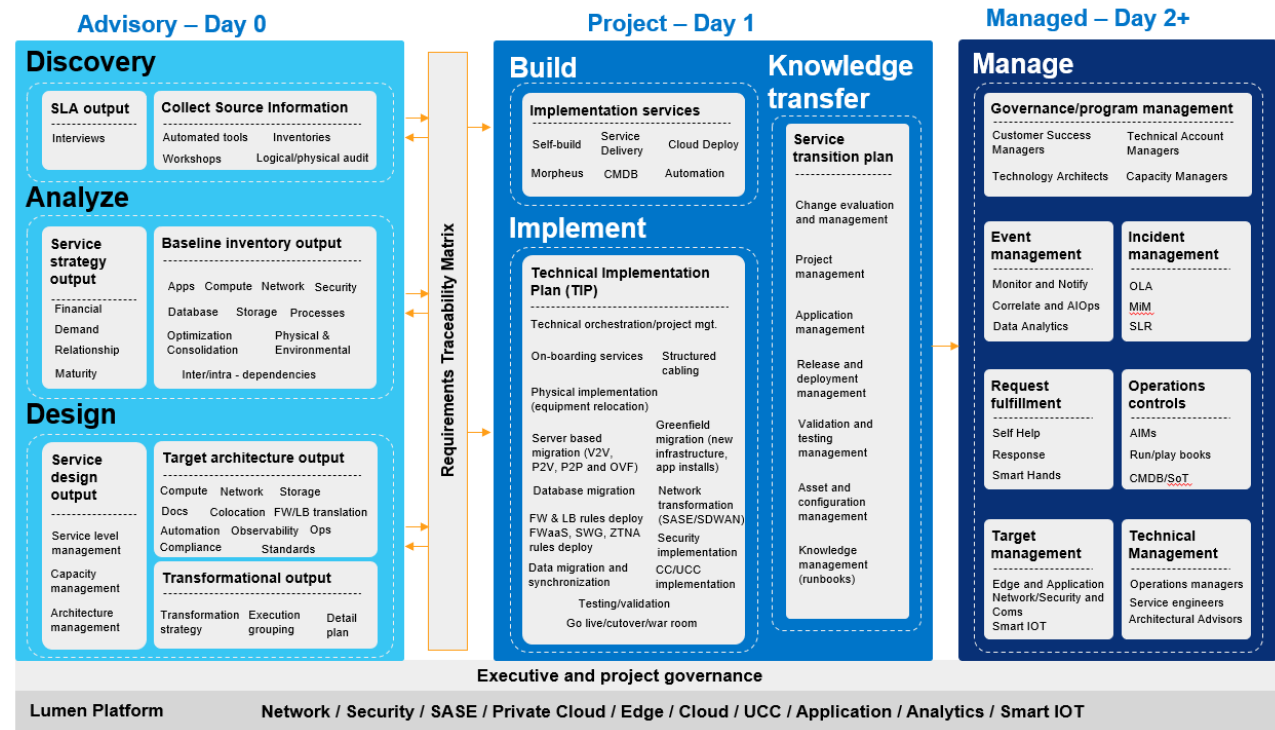 Advisory – Day 0
Project – Day 1
Managed – Day 2+
Discovery
SLA output
Interviews
Collect Source Information
Automated tools
Inventories
Workshops
Logical/physical audit
Analyze
Service
strategy
output
Financial
Demand
Relationship
Maturity
Baseline inventory output
Apps
Compute
Network
Security
Database
Storage
Processes
Optimization
Consolidation
Physical &
Environmental
Inter/intra - dependencies
Design
Service
design
output
Service level
management
Capacity
management
Architecture
management
Target architecture output
Compute
Network
Storage
Docs
Colocation
FW/LB translation
Automation
Observability
Ops
Compliance
Standards
Transformational output
Transformation
strategy
Execution
grouping
Detail
plan
Requirements Traceability Matrix
Build
Implementation services
Self-build
Service
Delivery
Cloud Deploy
Morpheus
CMDB
Automation
Implement
Technical Implementation
Plan (TIP)
Technical orchestration/project mgt.
On-boarding services
Structured
cabling
Physical implementation
(equipment relocation)
Server based
migration (V2V,
P2V, P2P and OVF)
Greenfield
migration (new
infrastructure,
app installs)
Database migration
Network
transformation
(SASE/SDWAN)
FW & LB rules deploy
FWaaS, SWG, ZTNA
rules deploy
Security
implementation
Data migration and
synchronization
CC/UCC
implementation
Testing/validation
Go live/cutover/war room
Knowledge
transfer
Service
transition plan
Change evaluation
and management
Project
management
Application
management
Release and
deployment
management
Validation and
testing
management
Asset and
configuration
management
Knowledge
management
(runbooks)
Manage
Governance/program management
Customer Success
Managers
Technical Account
Managers
Technology Architects
Capacity Managers
Event
management
Monitor and Notify
Correlate and AIOps
Data Analytics
Incident
management
OLA
MiM
SLR
Request
fulfillment
Self Help
Response
Smart Hands
Operations
controls
AIMs
Run/play books
CMDB/SoT
Target
management
Edge and Application
Network/Security and
Coms
Smart IOT
Technical
Management
Operations managers
Service engineers
Architectural Advisors
Executive and project governance
Lumen Platform
Network / Security / SASE / Private Cloud / Edge / Cloud / UCC / Application / Analytics / Smart IOT